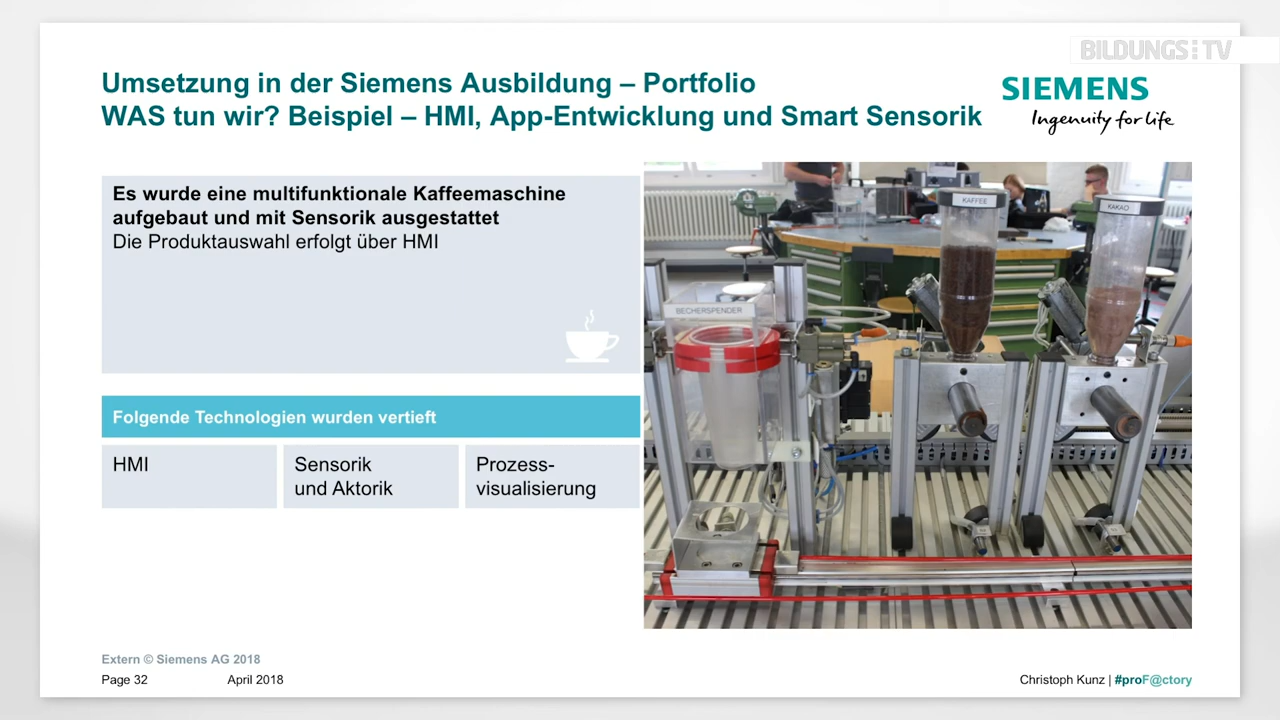 BILDUNGS TV
Umsetzung in der Siemens Ausbildung – Portfolio
WAS tun wir? Beispiel – HMI, App-Entwicklung und Smart Sensorik
SIEMENS
Ingenuity for life
Es wurde eine multifunktionale Kaffeemaschine
aufgebaut und mit Sensorik ausgestattet
Die Produktauswahl erfolgt über HMI
Folgende Technologien wurden vertieft
HMI
Sensorik
und Aktorik
Prozess-
visualisierung
KAFFEE
KAKAO
BECHERSPENDER
Extern © Siemens AG 2018
Page 32
April 2018
Christoph Kunz | #proF@ctory